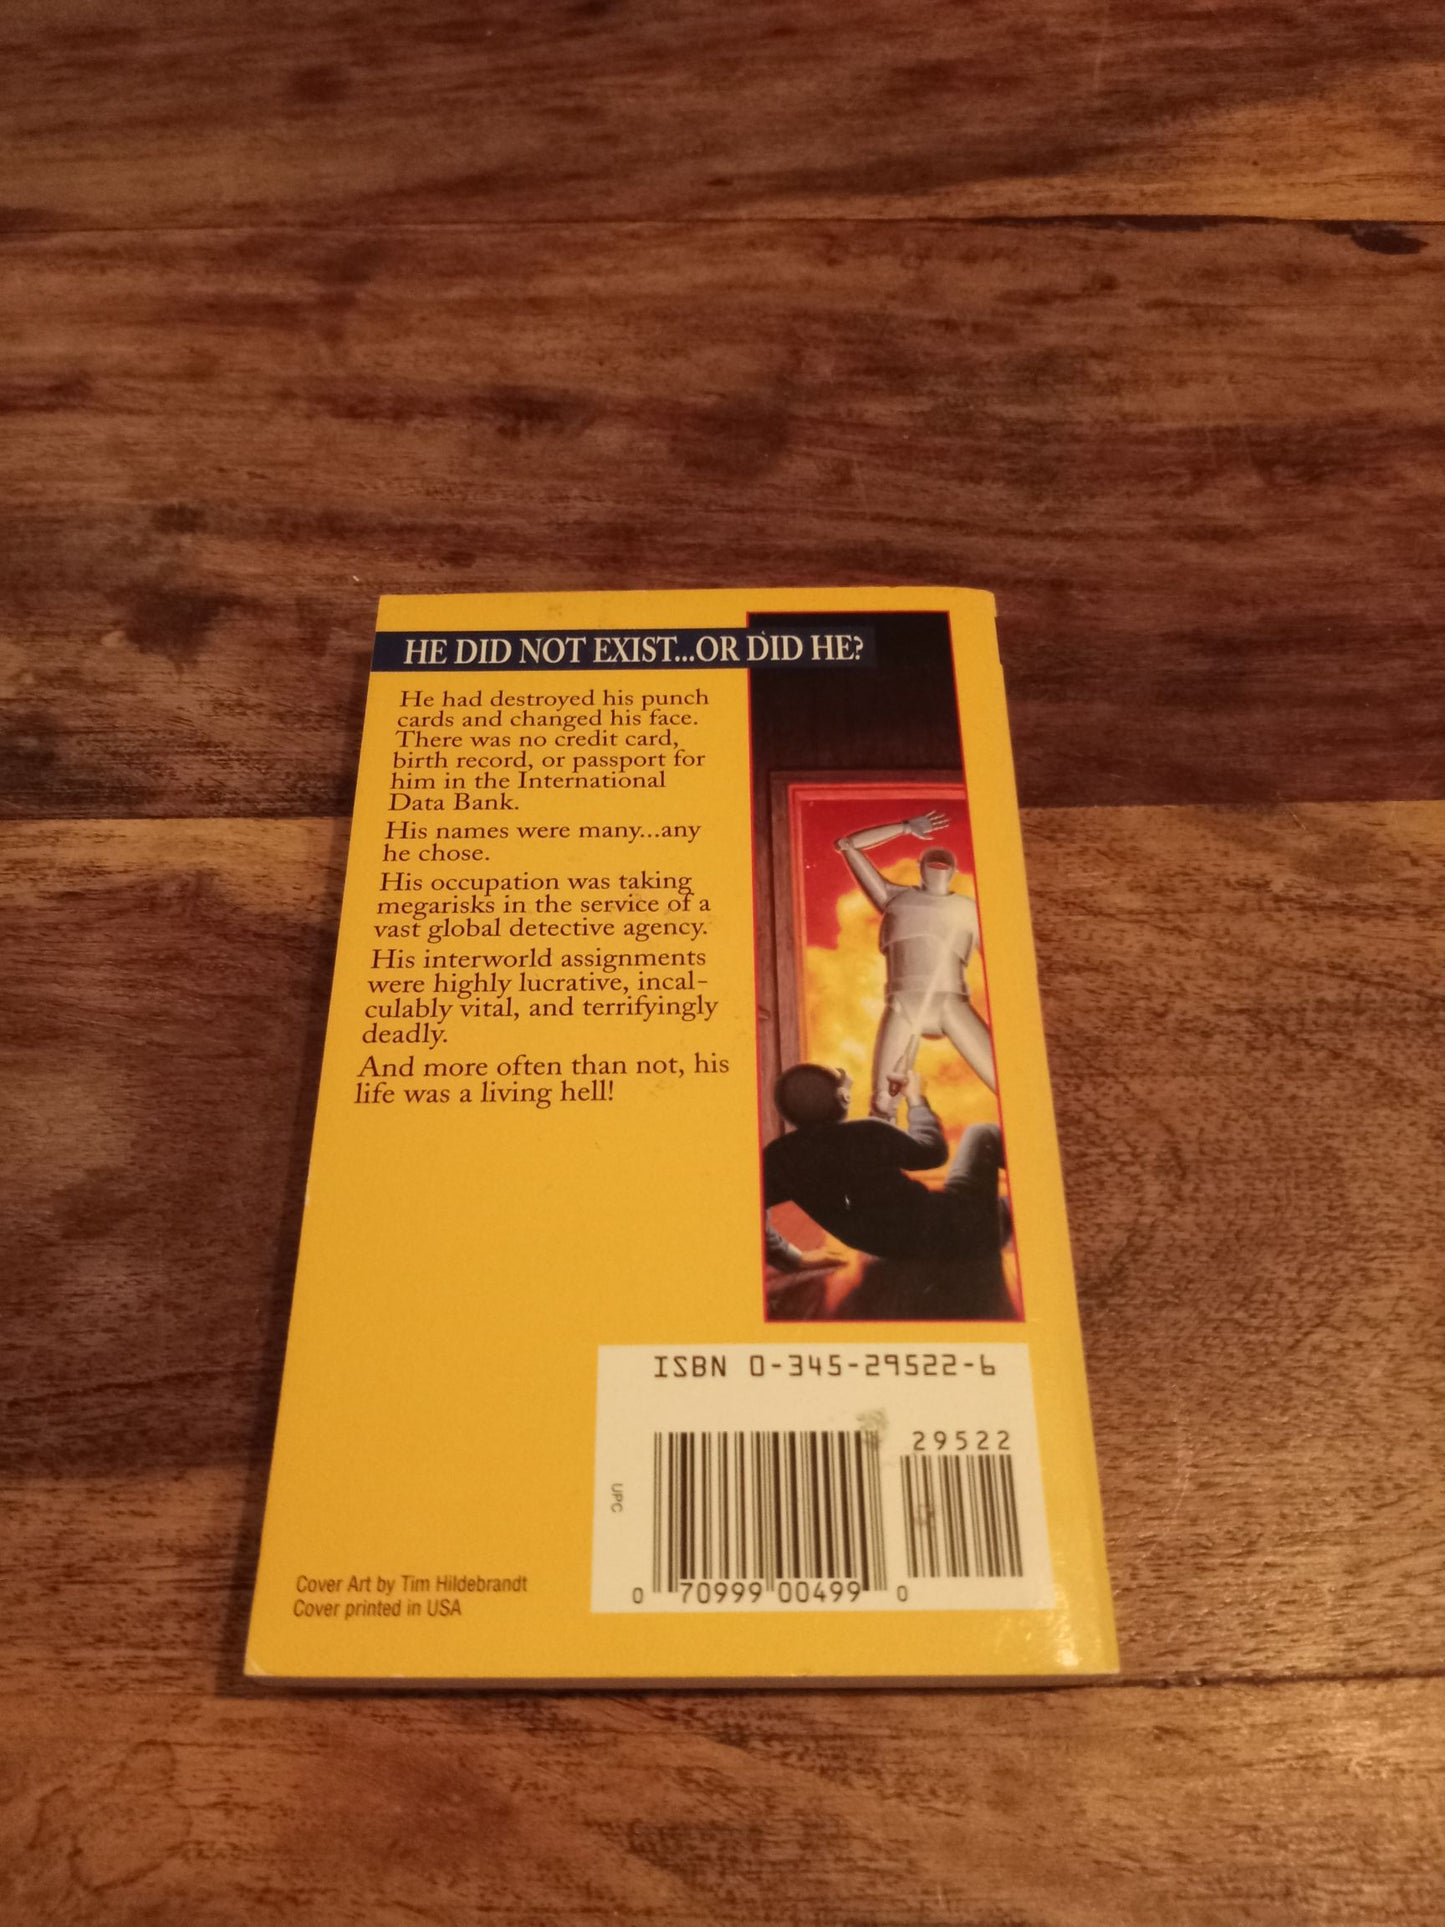 HE DID NOT EXIST...OR DID HE?
He had destroyed his punch
cards and changed his face.
There was no credit card,
birth record, or passport for
him in the International
Data Bank.
His names were many...any
he chose.
His occupation was taking
megarisks in the service of a
vast global detective agency.
His interworld assignments
were highly lucrative, incal-
culably vital, and terrifyingly
deadly.
And more often than not, his
life was a living hell!
ISBN 0-345-29522-6
29522
UPC
0 70999 00499 0
Cover Art by Tim Hildebrandt
Cover printed in USA